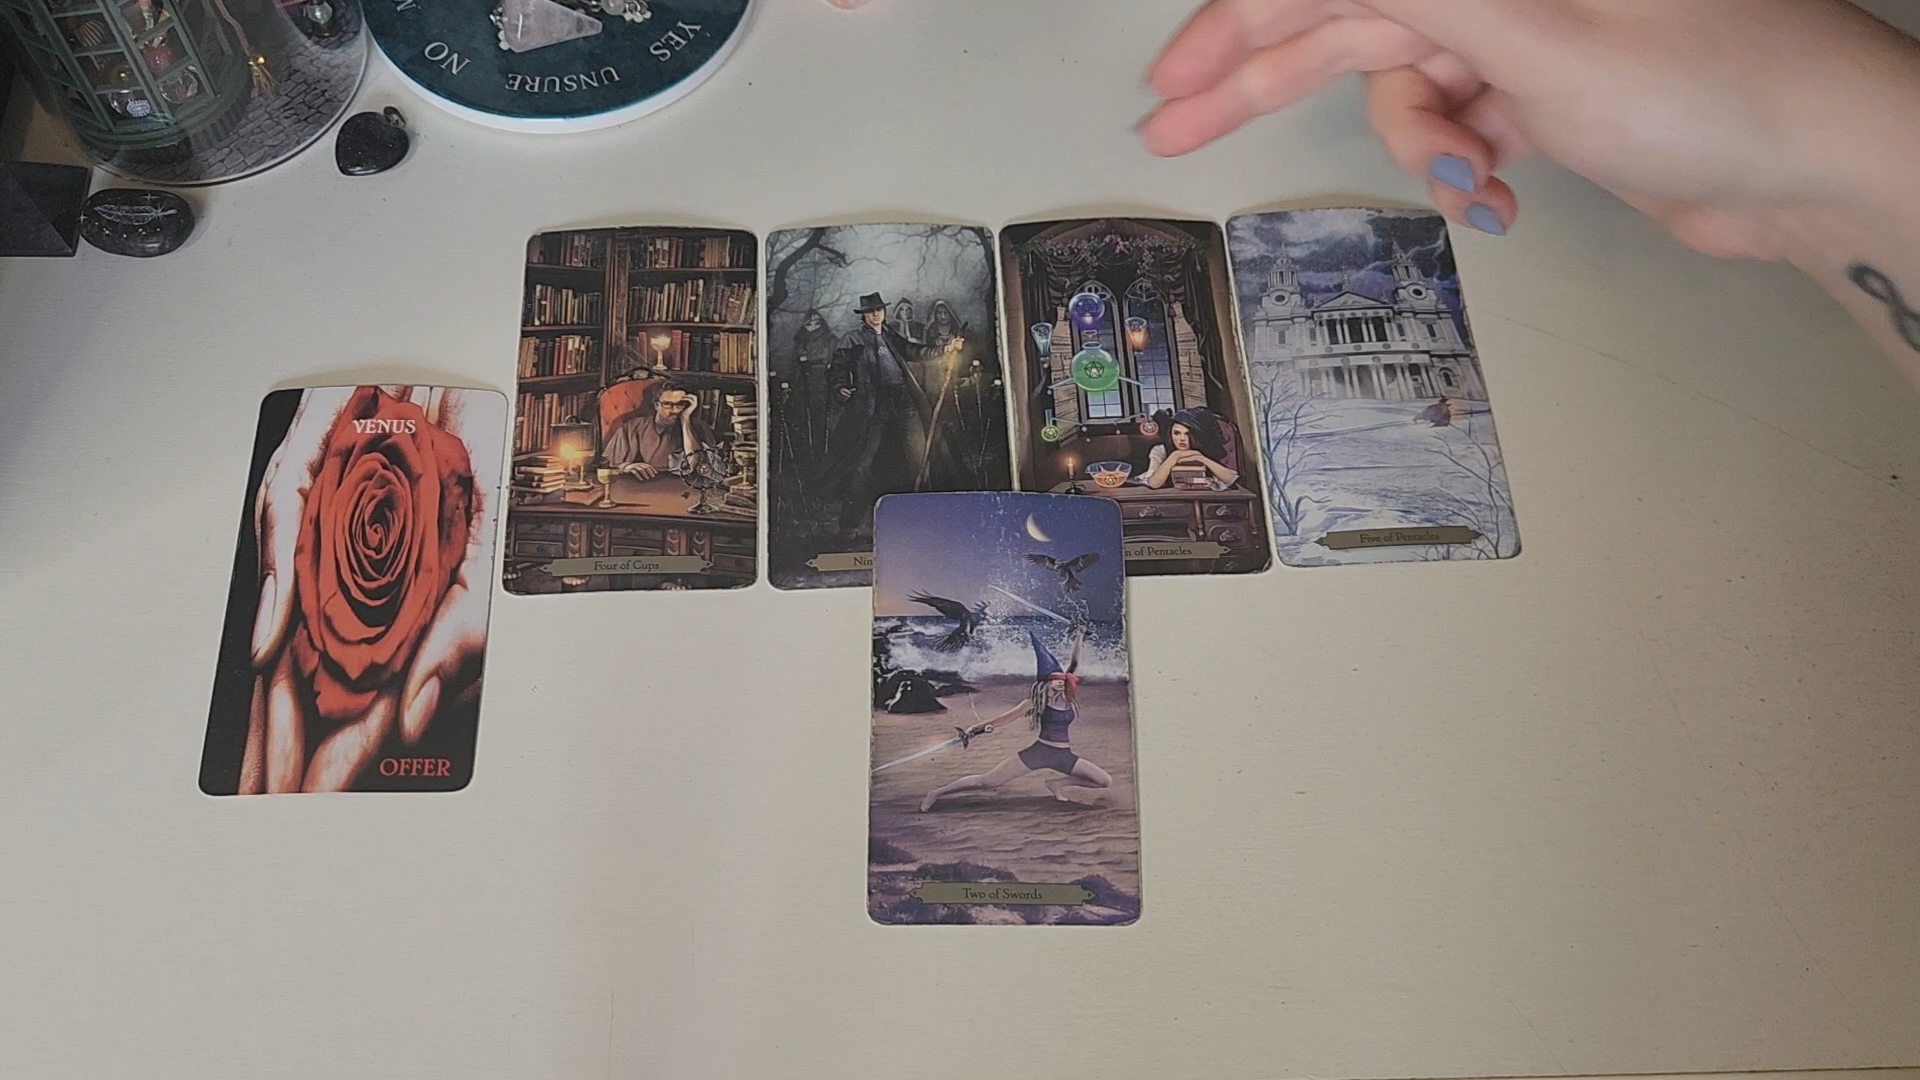 NO
UNSURE
YES
VENUS
OFFER
Four of Cups
Nin
n of Pentacles
Five of Pentacles
Two of Swords